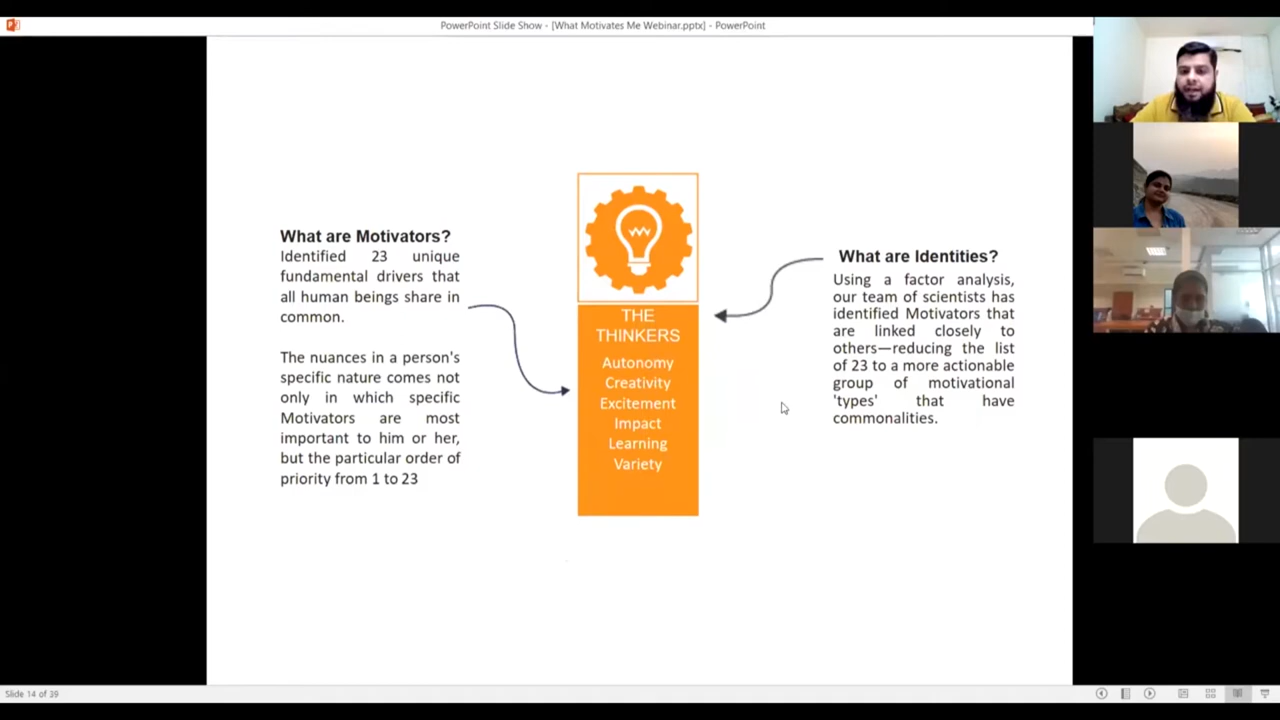 PowerPoint Slide Show - [What Motivates Me Webinar.pptx] - PowerPoint
What are Motivators?
Identified 23 unique
fundamental drivers that
all human beings share in
common.
The nuances in a person's
specific nature comes not
only in which specific
Motivators are most
important to him or her,
but the particular order of
priority from 1 to 23
THE
THINKERS
Autonomy
Creativity
Excitement
Impact
Learning
Variety
What are Identities?
Using a factor analysis,
our team of scientists has
identified Motivators that
are linked closely to
others—reducing the list
of 23 to a more actionable
group of motivational
'types' that have
commonalities.
Slide 14 of 39